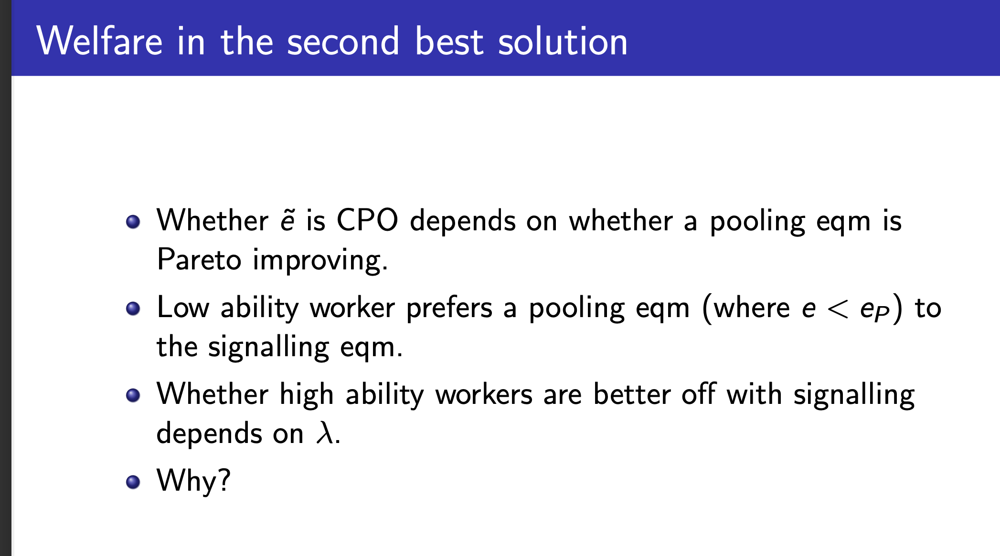 Welfare in the second best solution
Whether ẽ is CPO depends on whether a pooling eqm is
Pareto improving.
Low ability worker prefers a pooling eqm (where e < e_P) to
the signalling eqm.
Whether high ability workers are better off with signalling
depends on λ.
Why?